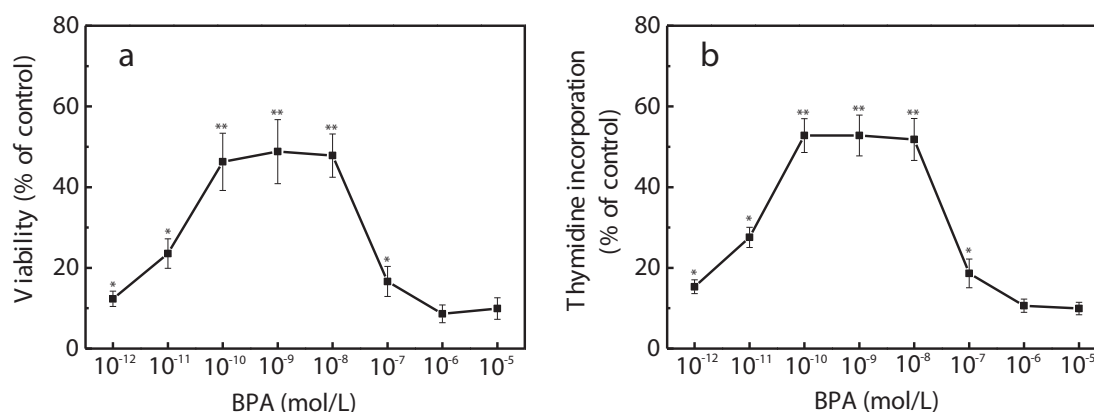 a
Viability (% of control)
80
60
40
20
0
** ** **
*
* *
10⁻¹² 10⁻¹¹ 10⁻¹⁰ 10⁻⁹ 10⁻⁸ 10⁻⁷ 10⁻⁶ 10⁻⁵
BPA (mol/L)
b
Thymidine incorporation
(% of control)
80
60
40
20
0
** ** **
*
* *
10⁻¹² 10⁻¹¹ 10⁻¹⁰ 10⁻⁹ 10⁻⁸ 10⁻⁷ 10⁻⁶ 10⁻⁵
BPA (mol/L)